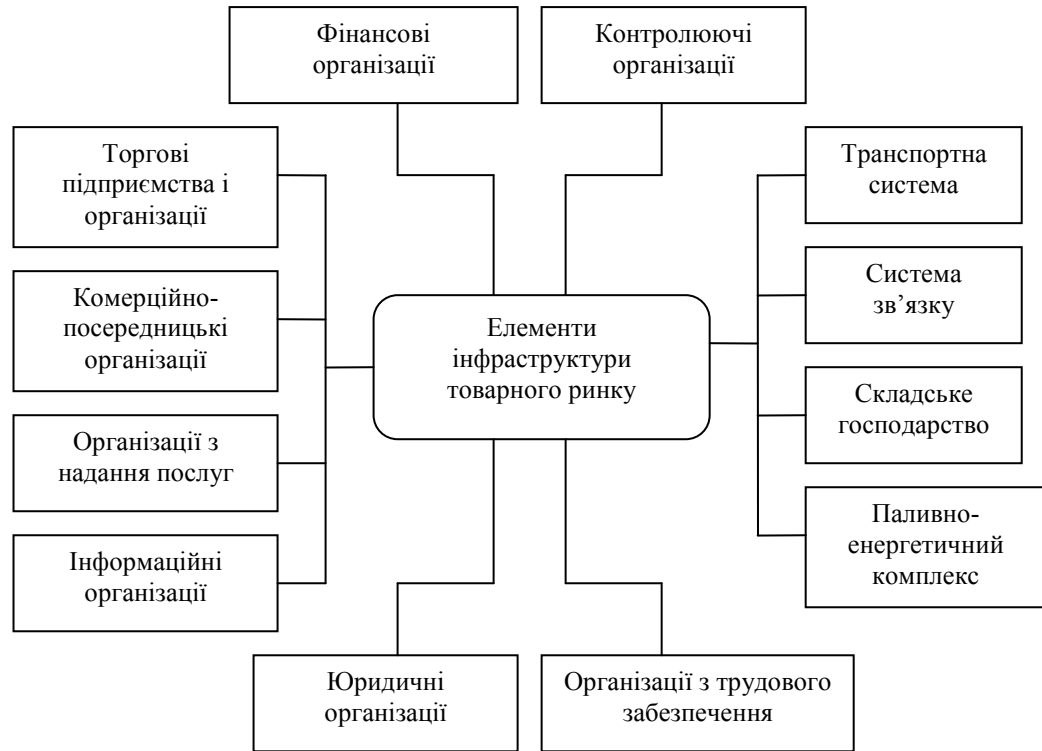 Фінансові
організації
Контролюючі
організації
Торгові
підприємства і
організації
Транспортна
система
Комерційно-
посередницькі
організації
Система
зв’язку
Елементи
інфраструктури
товарного ринку
Організації з
надання послуг
Складське
господарство
Інформаційні
організації
Паливно-
енергетичний
комплекс
Юридичні
організації
Організації з трудового
забезпечення